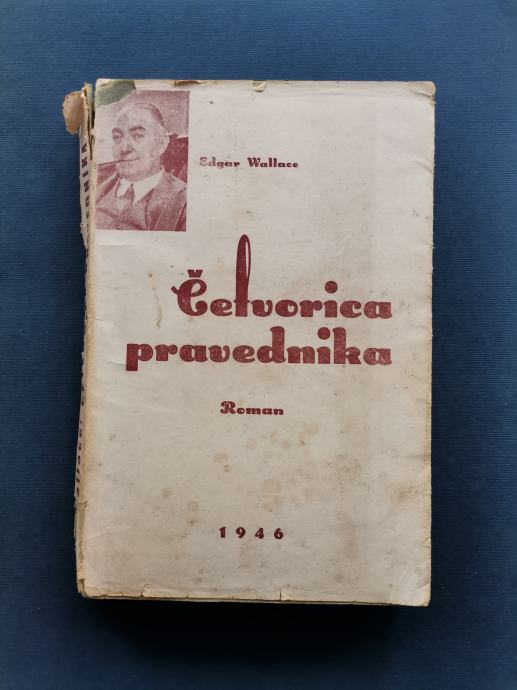 Edgar Wallace
Četvorica
pravednika
Roman
1946